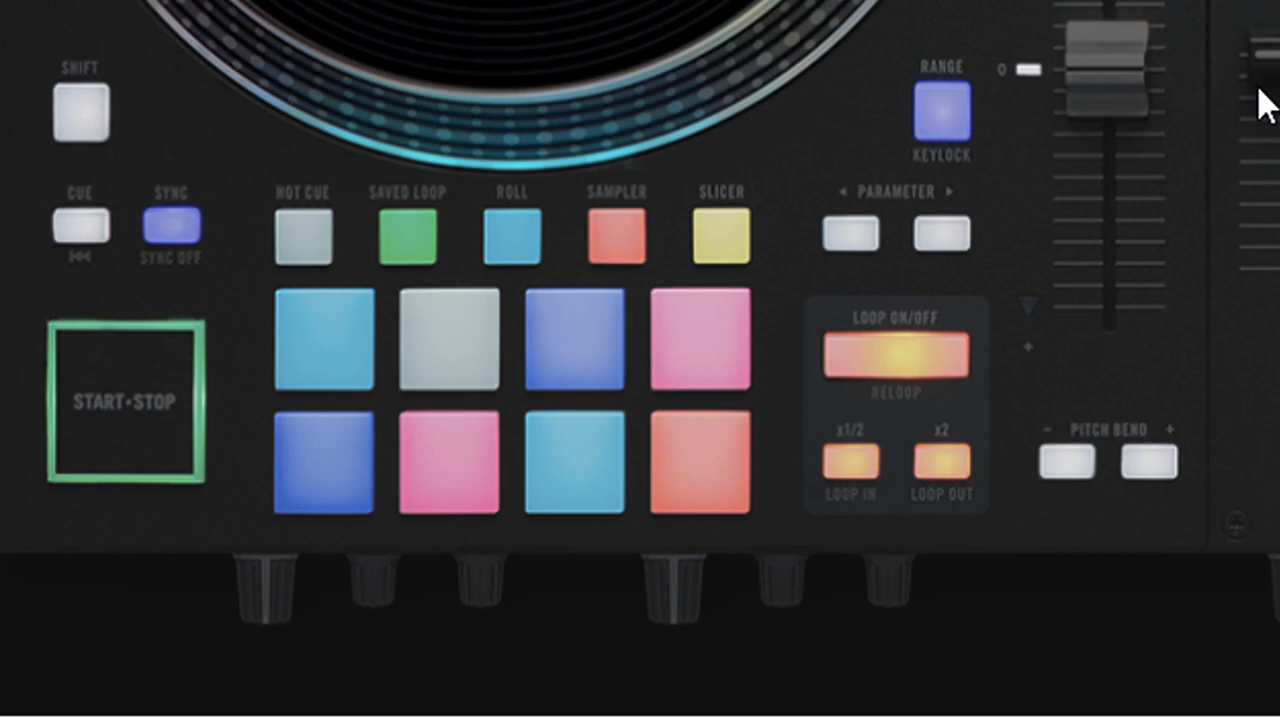 SHIFT
RANGE
0
KEYLOCK
CUE
SYNC
HOT CUE
SAVED LOOP
ROLL
SAMPLER
SLICER
◄ PARAMETER ►
SYNC OFF
LOOP ON/OFF
RELOOP
+
START•STOP
x1/2
x2
- PITCH BEND +
LOOP IN
LOOP OUT